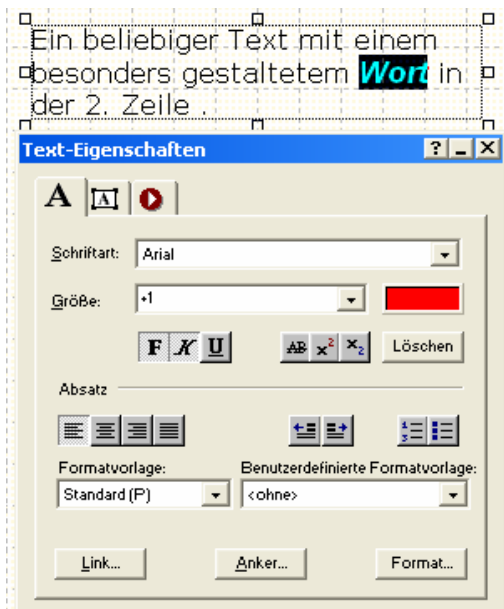 Ein beliebiger Text mit einem
besonders gestaltetem Wort in
der 2. Zeile .
Text-Eigenschaften
A A
Schriftart: Arial
Größe: +1
F K U AB x² x₂ Löschen
Absatz
Formatvorlage: Benutzerdefinierte Formatvorlage:
Standard (P) <ohne>
Link... Anker... Format...